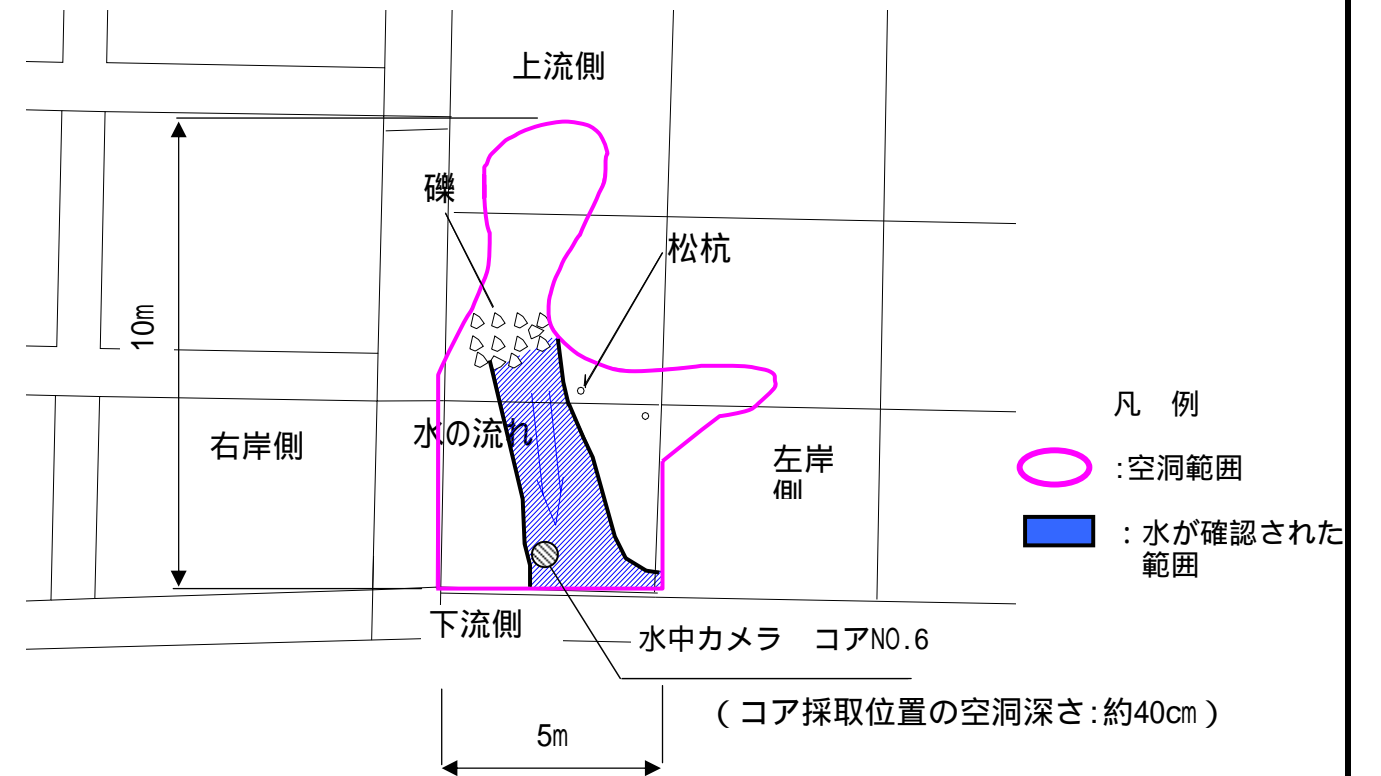 上流側
礫
松杭
10m
水の流れ
右岸側
左岸
側
凡 例
:空洞範囲
:水が確認された
範囲
下流側
水中カメラ コアNO.6
(コア採取位置の空洞深さ:約40cm)
5m